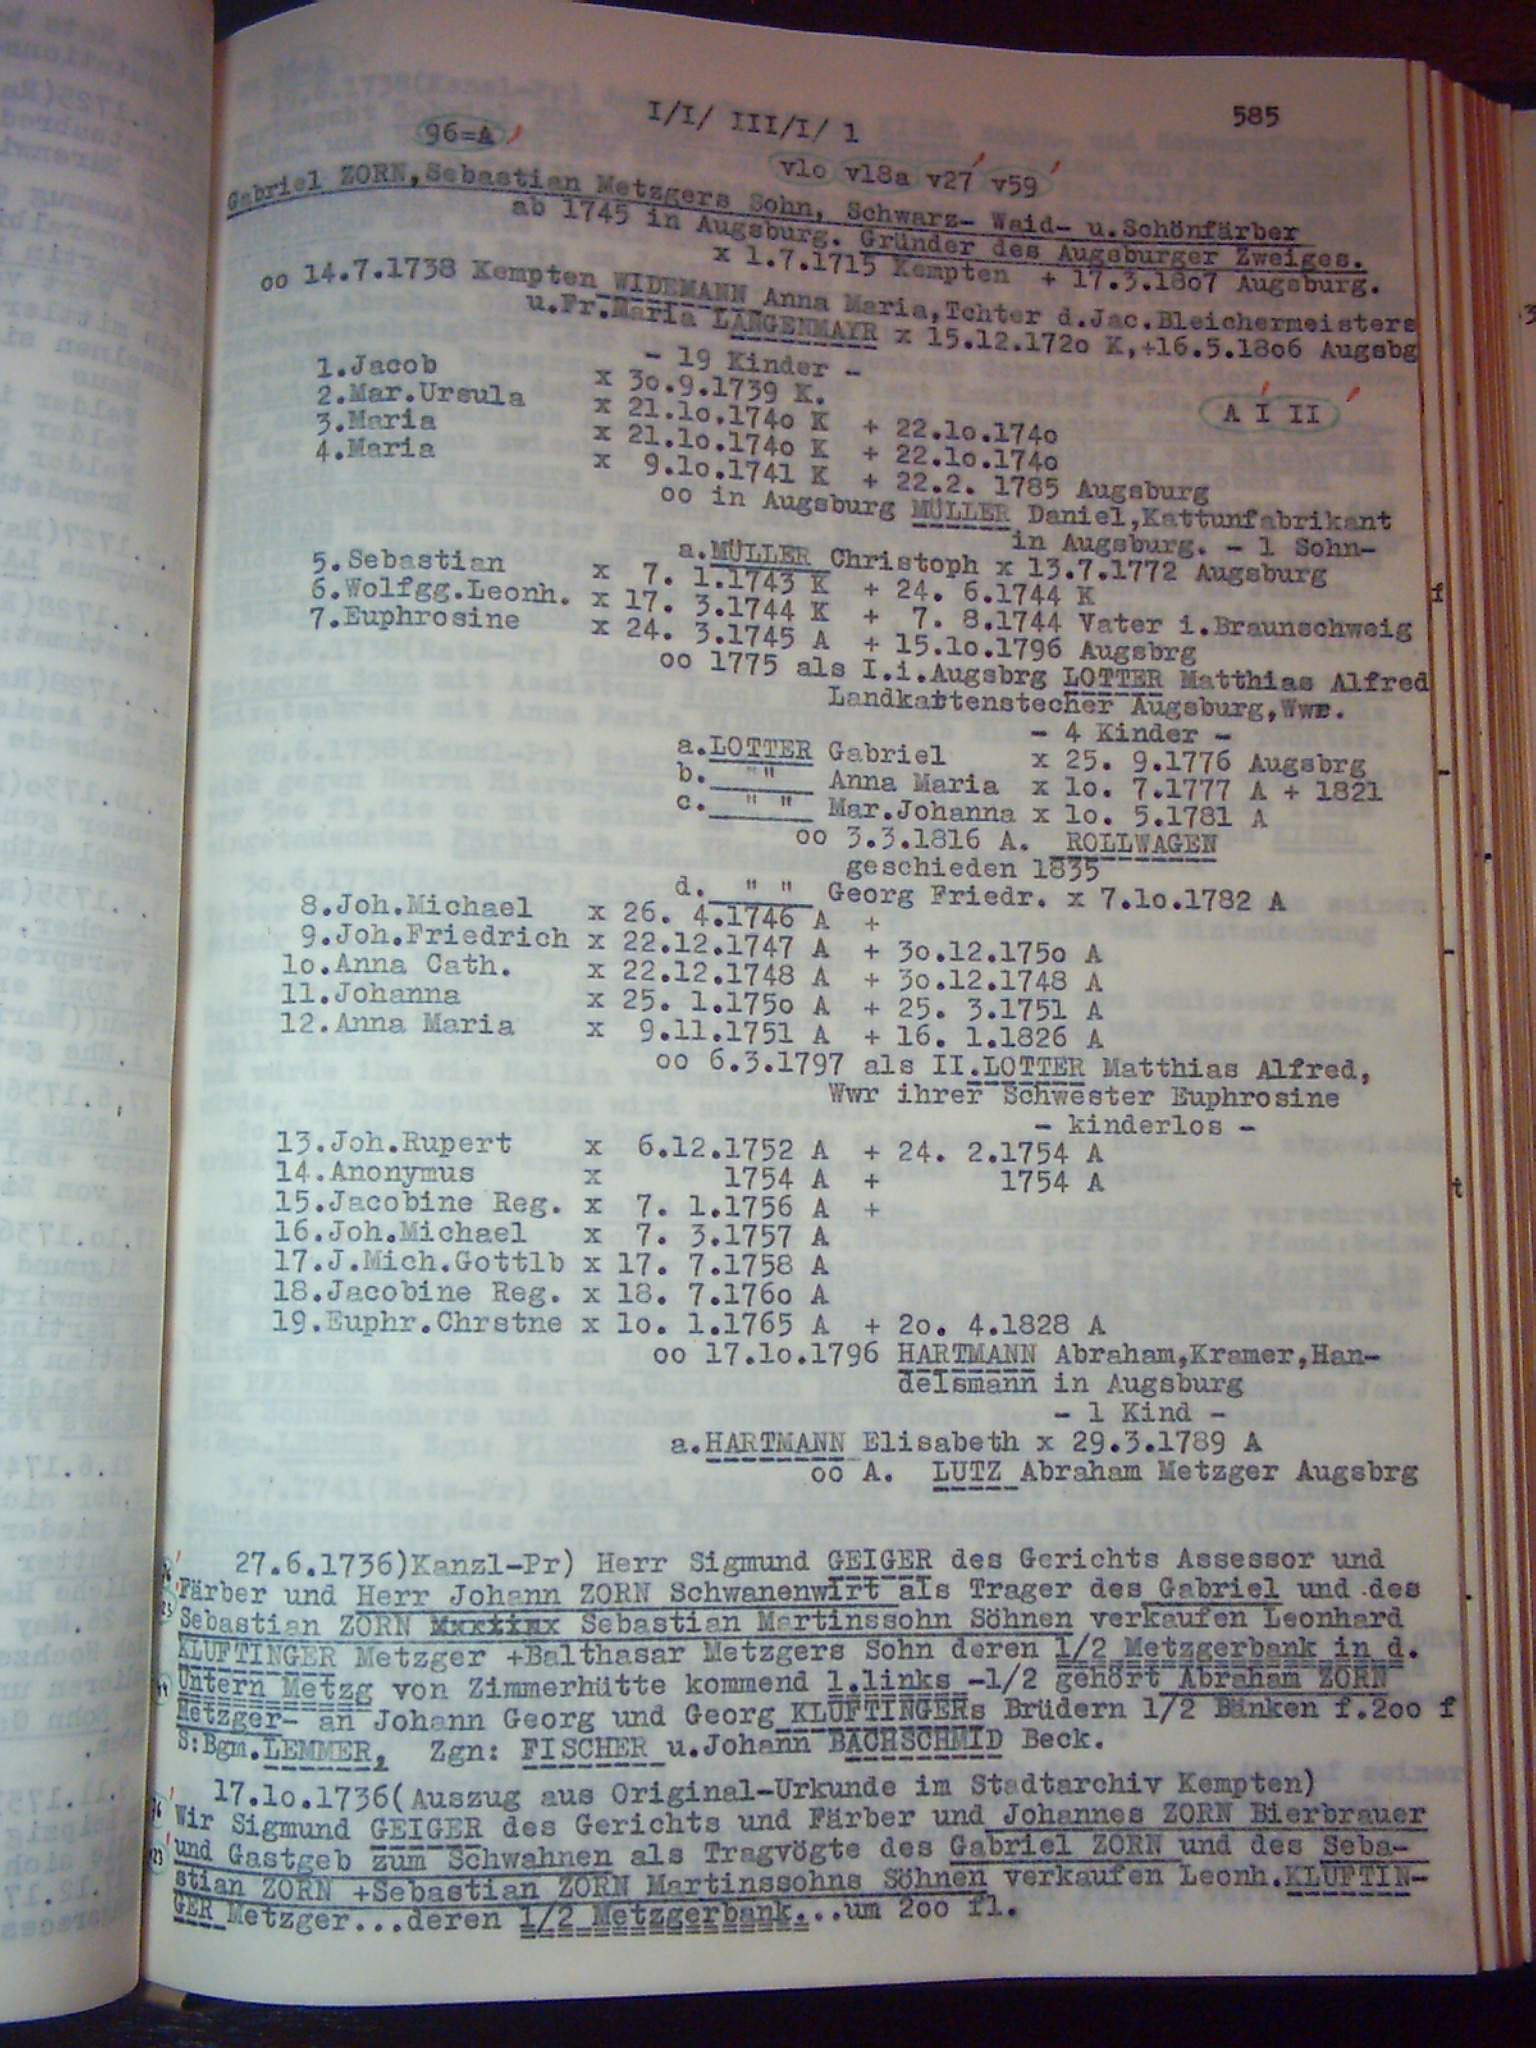 I/I/ III/I/ 1
585
96=A
v1o v18a v27 v59
Gabriel ZORN,Sebastian Metzgers Sohn, Schwarz- Waid- u.Schönfärber
ab 1745 in Augsburg. Gründer des Augsburger Zweiges.
x 1.7.1715 Kempten + 17.3.18o7 Augsburg.
oo 14.7.1738 Kempten WIDEMANN Anna Maria,Tchter d.Jac.Bleichermeisters
u.Fr.Maria LANGENMAYR x 15.12.172o K,+16.5.18o6 Augsbg
- 19 Kinder -
1.Jacob x 3o.9.1739 K.
A I II
2.Mar.Ursula x 21.1o.174o K + 22.1o.174o
3.Maria x 21.1o.174o K + 22.1o.174o
4.Maria x 9.1o.1741 K + 22.2. 1785 Augsburg
oo in Augsburg MÜLLER Daniel,Kattunfabrikant
in Augsburg. - 1 Sohn-
a.MÜLLER Christoph x 13.7.1772 Augsburg
5.Sebastian x 7. 1.1743 K + 24. 6.1744 K
6.Wolfgg.Leonh. x 17. 3.1744 K + 7. 8.1744 Vater i.Braunschweig
7.Euphrosine x 24. 3.1745 A + 15.1o.1796 Augsbrg
oo 1775 als I.i.Augsbrg LOTTER Matthias Alfred
Landkartenstecher Augsburg,Wwr.
- 4 Kinder -
a.LOTTER Gabriel x 25. 9.1776 Augsbrg
b. "" Anna Maria x 1o. 7.1777 A + 1821
c. " " Mar.Johanna x 1o. 5.1781 A
oo 3.3.1816 A. ROLLWAGEN
geschieden 1835
d. " " Georg Friedr. x 7.1o.1782 A
8.Joh.Michael x 26. 4.1746 A +
9.Joh.Friedrich x 22.12.1747 A + 3o.12.175o A
1o.Anna Cath. x 22.12.1748 A + 3o.12.1748 A
11.Johanna x 25. 1.175o A + 25. 3.1751 A
12.Anna Maria x 9.11.1751 A + 16. 1.1826 A
oo 6.3.1797 als II.LOTTER Matthias Alfred,
Wwr ihrer Schwester Euphrosine
- kinderlos -
13.Joh.Rupert x 6.12.1752 A + 24. 2.1754 A
14.Anonymus x 1754 A + 1754 A
15.Jacobine Reg. x 7. 1.1756 A +
16.Joh.Michael x 7. 3.1757 A
17.J.Mich.Gottlb x 17. 7.1758 A
18.Jacobine Reg. x 18. 7.176o A
19.Euphr.Chrstne x 1o. 1.1765 A + 2o. 4.1828 A
oo 17.1o.1796 HARTMANN Abraham,Kramer,Han-
delsmann in Augsburg
- 1 Kind -
a.HARTMANN Elisabeth x 29.3.1789 A
oo A. LUTZ Abraham Metzger Augsbrg
27.6.1736)Kanzl-Pr) Herr Sigmund GEIGER des Gerichts Assessor und
Färber und Herr Johann ZORN Schwanenwirt als Trager des Gabriel und des
Sebastian ZORN Sebastian Martinssohn Söhnen verkaufen Leonhard
KLUFTINGER Metzger +Balthasar Metzgers Sohn deren 1/2 Metzgerbank in d.
Untern Metzg von Zimmerhütte kommend 1.links -1/2 gehört Abraham ZORN
Metzger- an Johann Georg und Georg KLUFTINGERs Brüdern 1/2 Bänken f.2oo f
S:Bgm.LEMMER, Zgn: FISCHER u.Johann BACHSCHMID Beck.
17.1o.1736(Auszug aus Original-Urkunde im Stadtarchiv Kempten)
Wir Sigmund GEIGER des Gerichts und Färber und Johannes ZORN Bierbrauer
und Gastgeb zum Schwahnen als Tragvögte des Gabriel ZORN und des Seba-
stian ZORN +Sebastian ZORN Martinssohns Söhnen verkaufen Leonh.KLUFTIN-
GER Metzger...deren 1/2 Metzgerbank...um 2oo fl.